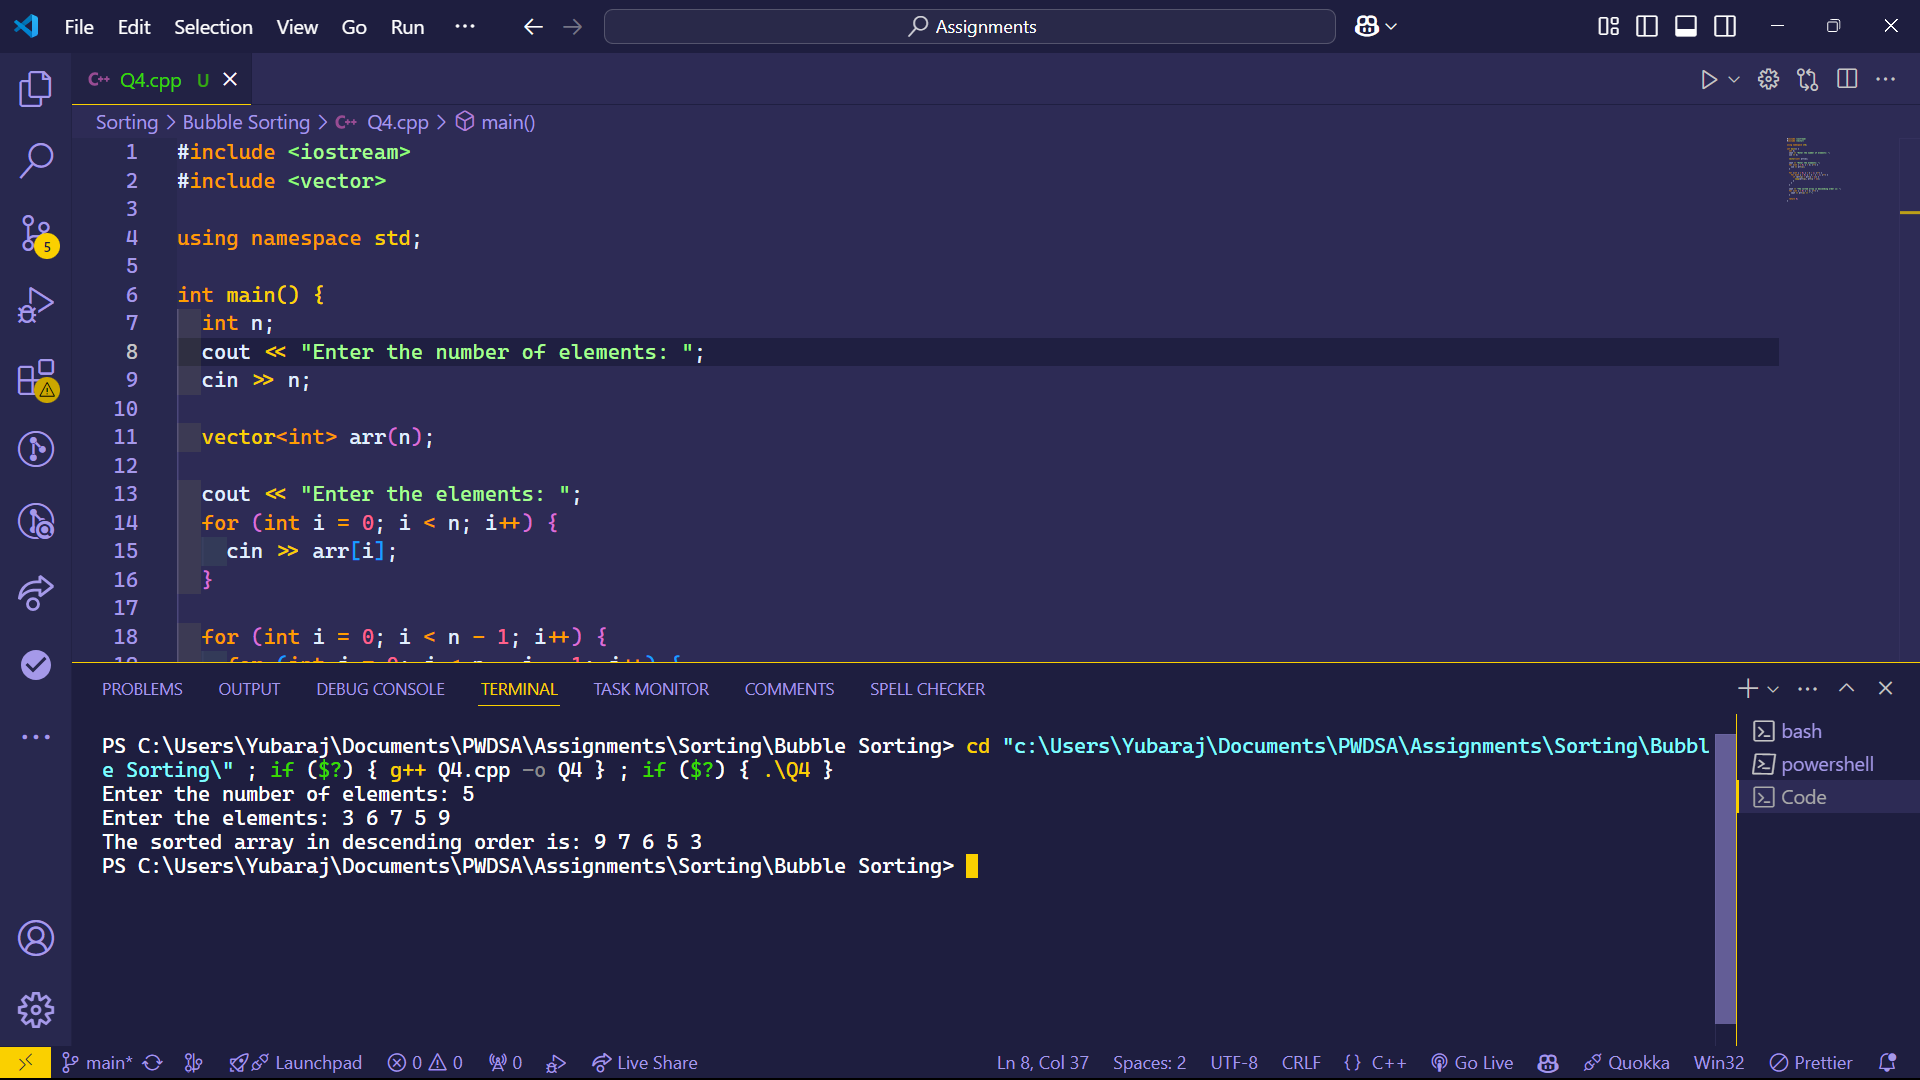 File Edit Selection View Go Run ··· Assignments
Q4.cpp U
Sorting > Bubble Sorting > Q4.cpp > main()
1 #include <iostream>
2 #include <vector>
3
4 using namespace std;
5
6 int main() {
7 int n;
8 cout << "Enter the number of elements: ";
9 cin >> n;
10
11 vector<int> arr(n);
12
13 cout << "Enter the elements: ";
14 for (int i = 0; i < n; i++) {
15 cin >> arr[i];
16 }
17
18 for (int i = 0; i < n - 1; i++) {
PROBLEMS OUTPUT DEBUG CONSOLE TERMINAL TASK MONITOR COMMENTS SPELL CHECKER
PS C:\Users\Yubaraj\Documents\PWDSA\Assignments\Sorting\Bubble Sorting> cd "c:\Users\Yubaraj\Documents\PWDSA\Assignments\Sorting\Bubbl
e Sorting\" ; if ($?) { g++ Q4.cpp -o Q4 } ; if ($?) { .\Q4 }
Enter the number of elements: 5
Enter the elements: 3 6 7 5 9
The sorted array in descending order is: 9 7 6 5 3
PS C:\Users\Yubaraj\Documents\PWDSA\Assignments\Sorting\Bubble Sorting>
bash
powershell
Code
5
main* Launchpad 0 0 0 Live Share Ln 8, Col 37 Spaces: 2 UTF-8 CRLF {} C++ Go Live Quokka Win32 Prettier